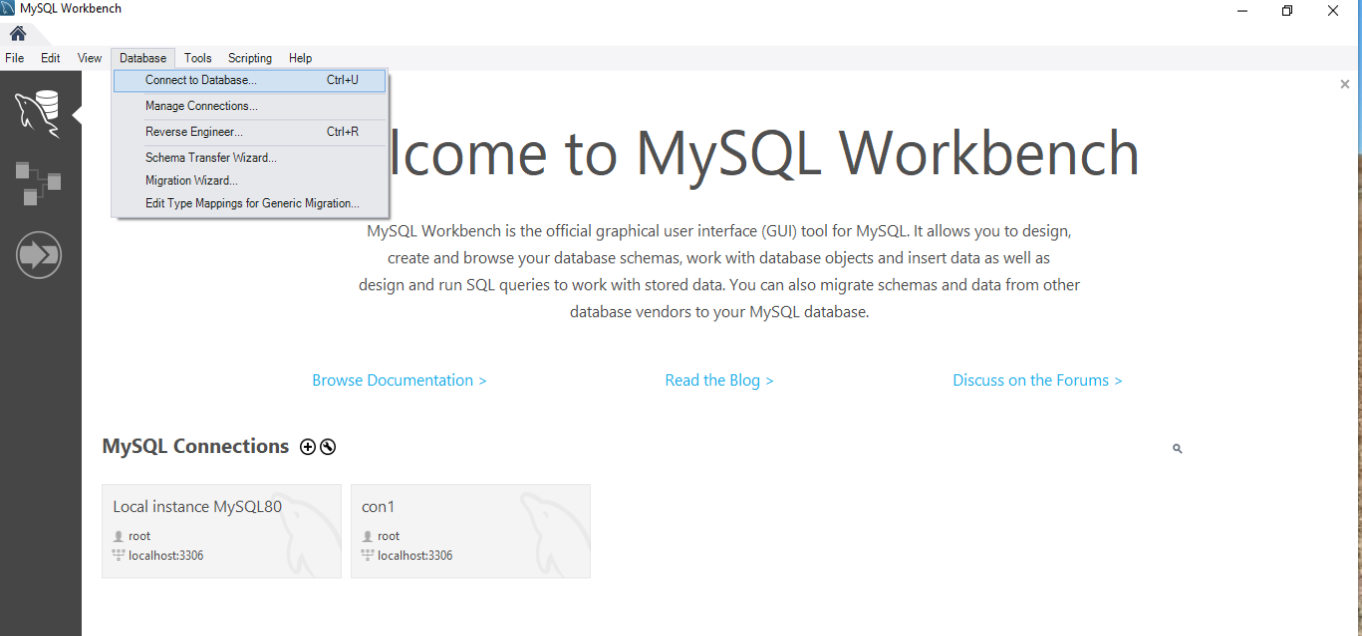 MySQL Workbench
File Edit View Database Tools Scripting Help
Connect to Database... Ctrl+U
Manage Connections...
Reverse Engineer... Ctrl+R
Schema Transfer Wizard...
Migration Wizard...
Edit Type Mappings for Generic Migration...
lcome to MySQL Workbench
MySQL Workbench is the official graphical user interface (GUI) tool for MySQL. It allows you to design,
create and browse your database schemas, work with database objects and insert data as well as
design and run SQL queries to work with stored data. You can also migrate schemas and data from other
database vendors to your MySQL database.
Browse Documentation > Read the Blog > Discuss on the Forums >
MySQL Connections
Local instance MySQL80
root
localhost:3306
con1
root
localhost:3306